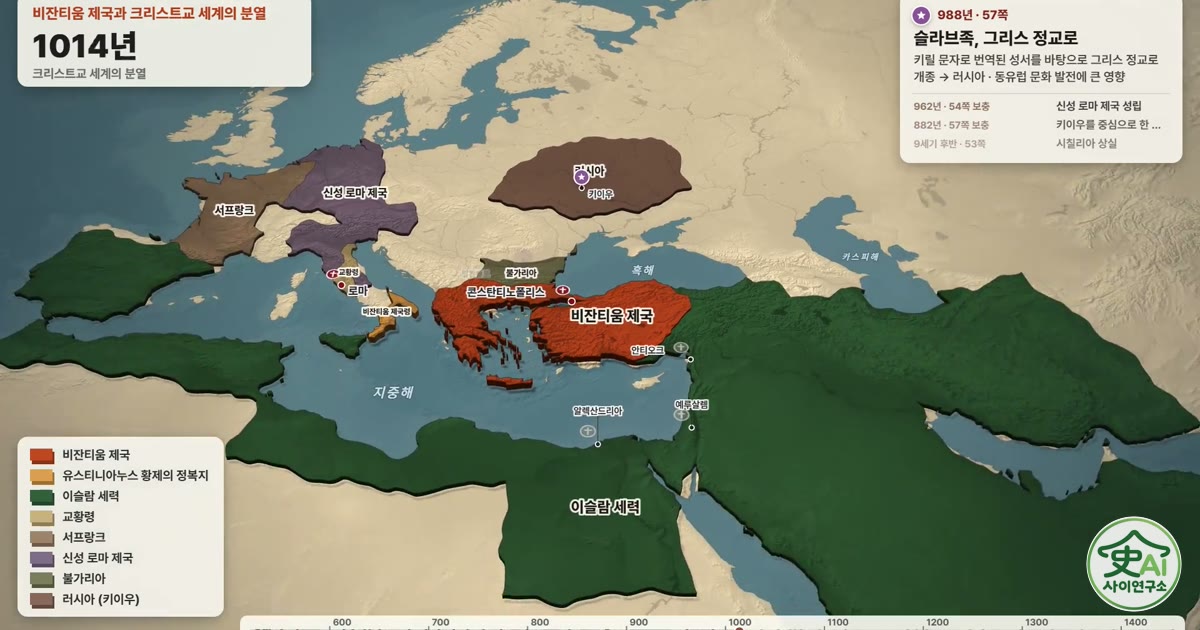 비잔티움 제국과 크리스트교 세계의 분열
1014년
크리스트교 세계의 분열
988년 · 57쪽
슬라브족, 그리스 정교로
키릴 문자로 번역된 성서를 바탕으로 그리스 정교로
개종 → 러시아 · 동유럽 문화 발전에 큰 영향
962년 · 54쪽 보충 신성 로마 제국 성립
882년 · 57쪽 보충 키이우를 중심으로 한 ...
9세기 후반 · 53쪽 시칠리아 상실
키이우
신성 로마 제국
서프랑크
카스피해
흑해
불가리아
교황령
로마
콘스탄티노폴리스
비잔티움 제국령
비잔티움 제국
안티오크
지중해
알렉산드리아
예루살렘
이슬람 세력
비잔티움 제국
유스티니아누스 황제의 정복지
이슬람 세력
교황령
서프랑크
신성 로마 제국
불가리아
러시아 (키이우)
史AI
사이연구소
600 700 800 900 1000 1100 1200 1300 1400